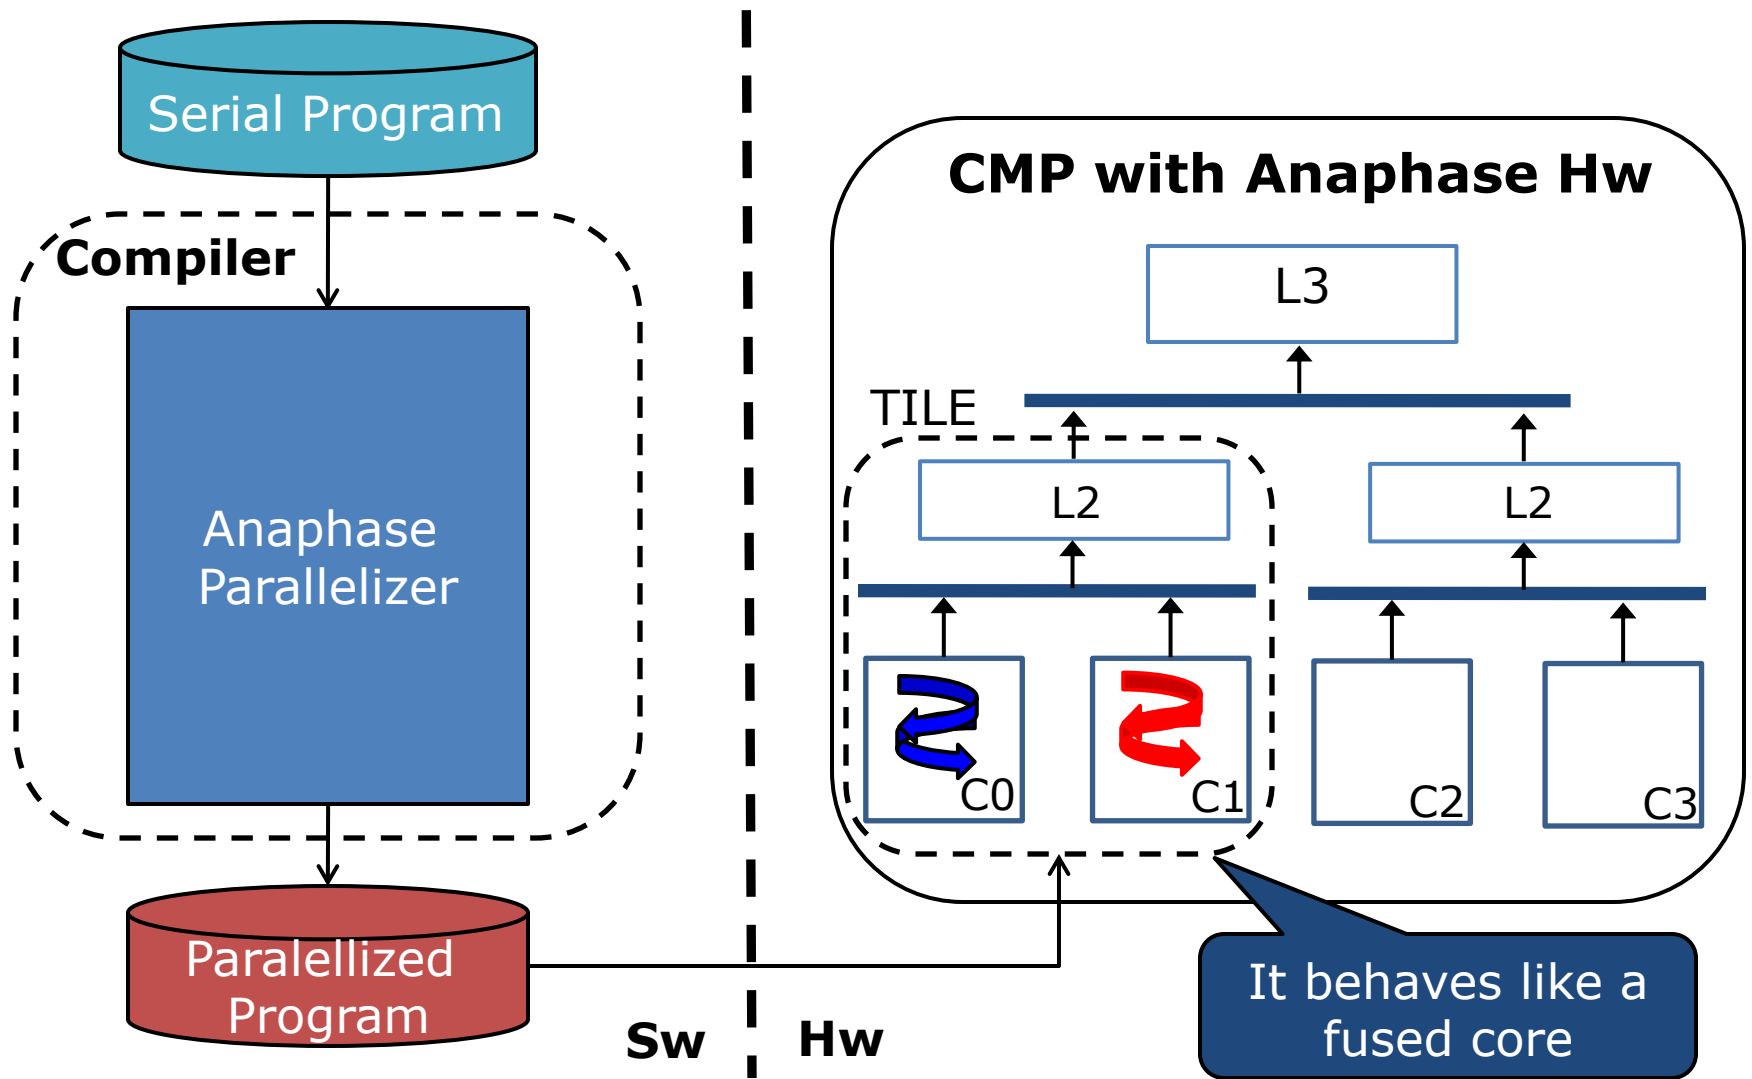 Serial Program
Compiler
Anaphase
Parallelizer
Paralellized
Program
Sw
Hw
CMP with Anaphase Hw
L3
TILE
L2
L2
C0
C1
C2
C3
It behaves like a
fused core